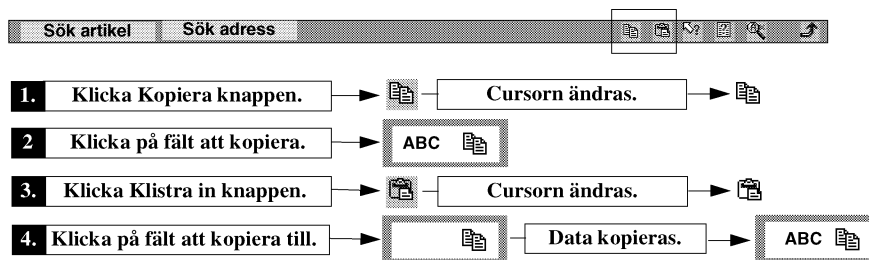 Sök artikel Sök adress
1. Klicka Kopiera knappen. Cursorn ändras.
2 Klicka på fält att kopiera. ABC
3. Klicka Klistra in knappen. Cursorn ändras.
4. Klicka på fält att kopiera till. Data kopieras. ABC